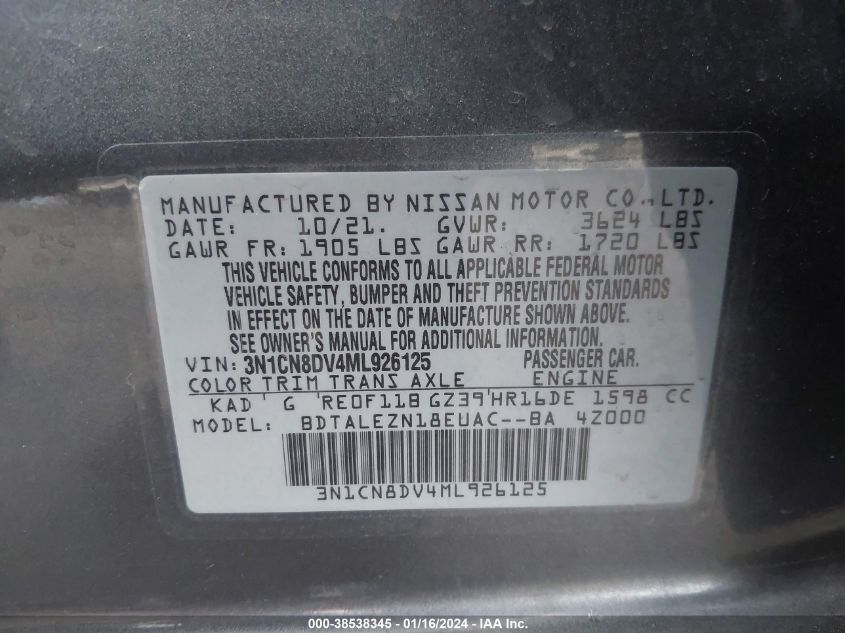 MANUFACTURED BY NISSAN MOTOR CO., LTD.
DATE: 10/21. GVWR: 3624 LBS
GAWR FR: 1905 LBS GAWR RR: 1720 LBS
THIS VEHICLE CONFORMS TO ALL APPLICABLE FEDERAL MOTOR
VEHICLE SAFETY, BUMPER AND THEFT PREVENTION STANDARDS
IN EFFECT ON THE DATE OF MANUFACTURE SHOWN ABOVE.
SEE OWNER'S MANUAL FOR ADDITIONAL INFORMATION.
VIN: 3N1CN8DV4ML926125 PASSENGER CAR.
COLOR TRIM TRANS AXLE ENGINE
KAD ' G 'RE0F11B GZ39'HR16DE 1598 CC
MODEL: BDTALEZN18EUAC--BA 4Z000
3N1CN8DV4ML926125
000-38538345 - 01/16/2024 - IAA Inc.